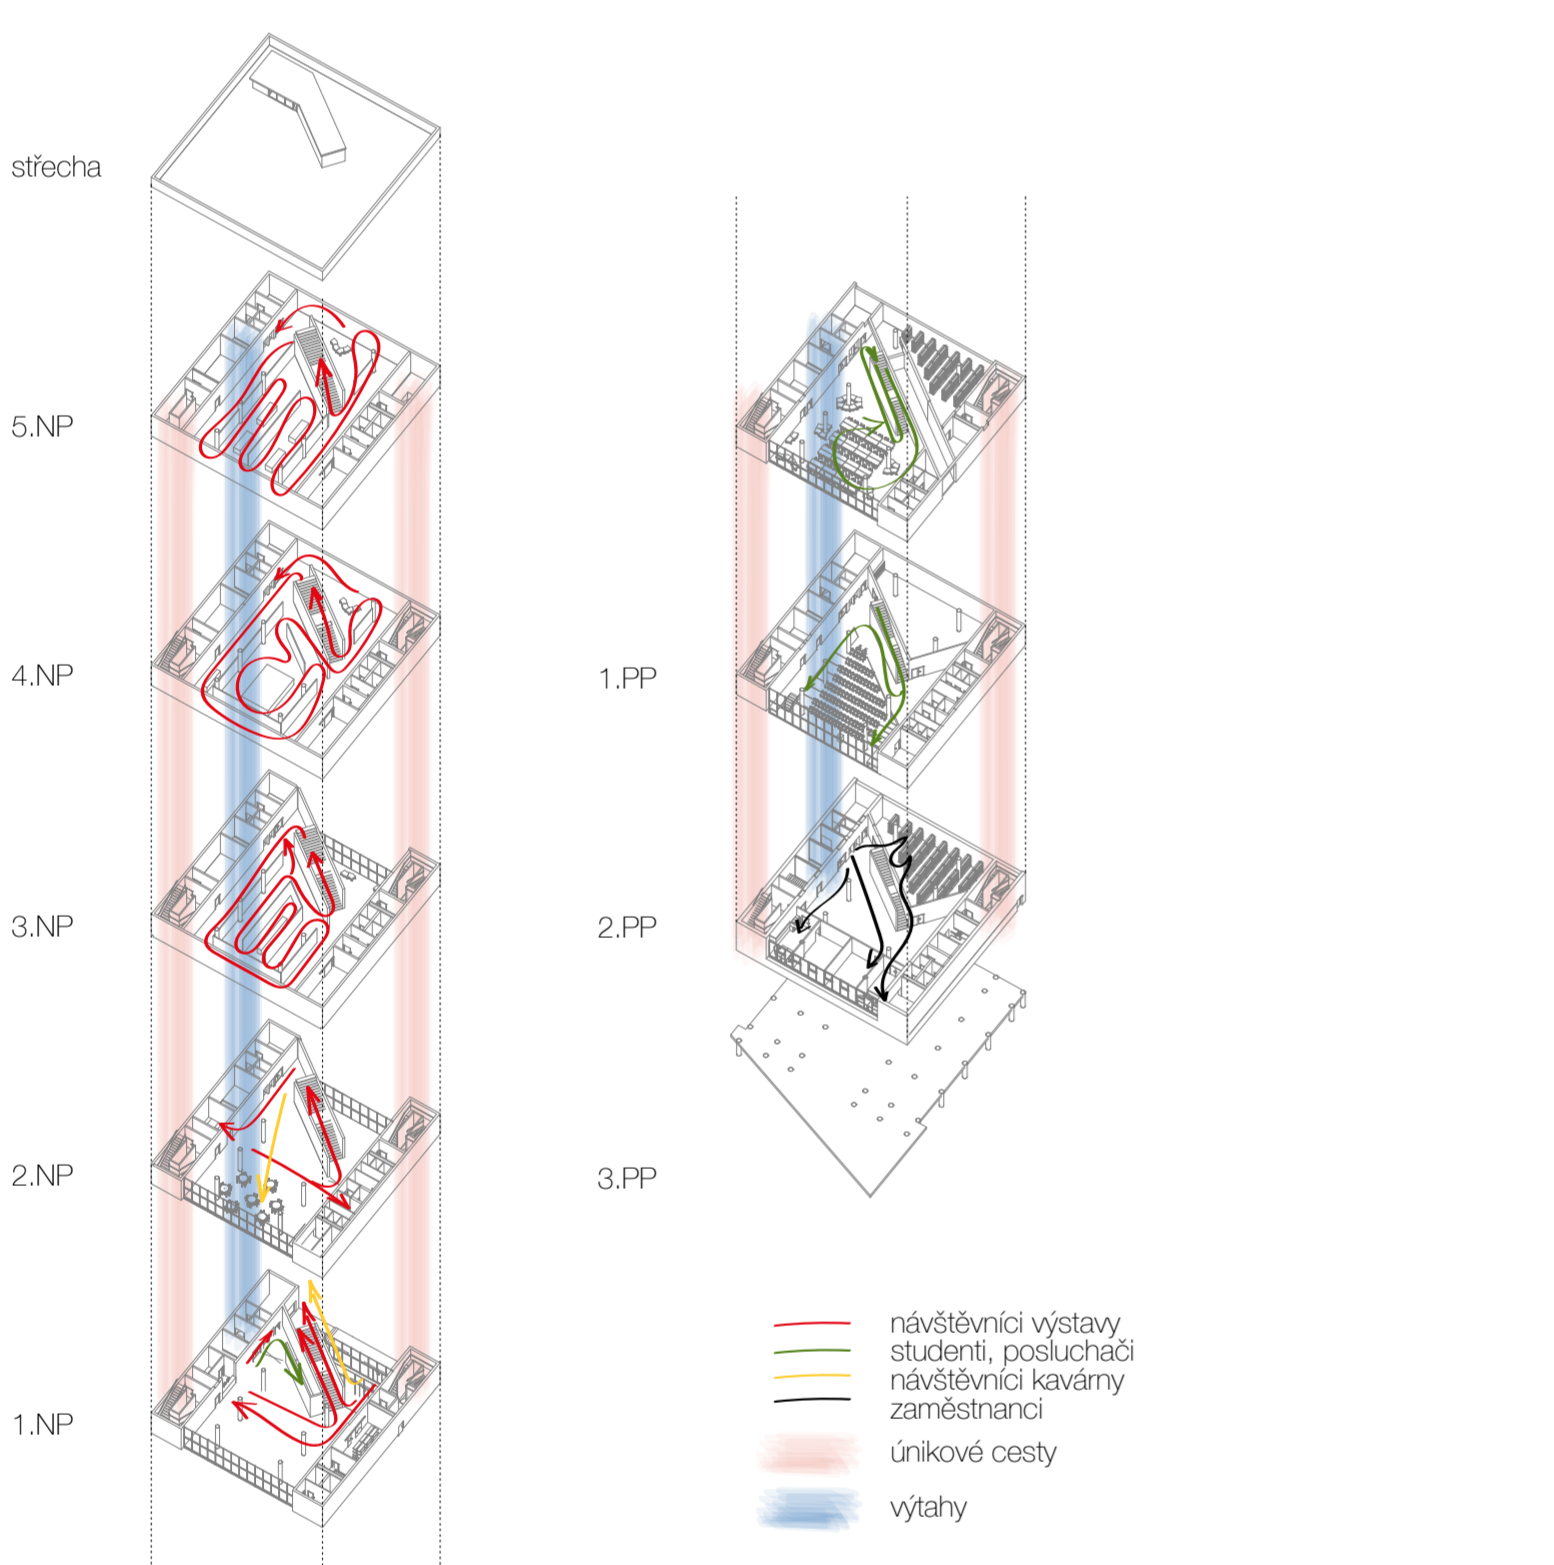 střecha
5.NP
4.NP
3.NP
2.NP
1.NP
1.PP
2.PP
3.PP
návštěvníci výstavy
studenti, posluchači
návštěvníci kavárny
zaměstnanci
únikové cesty
výtahy